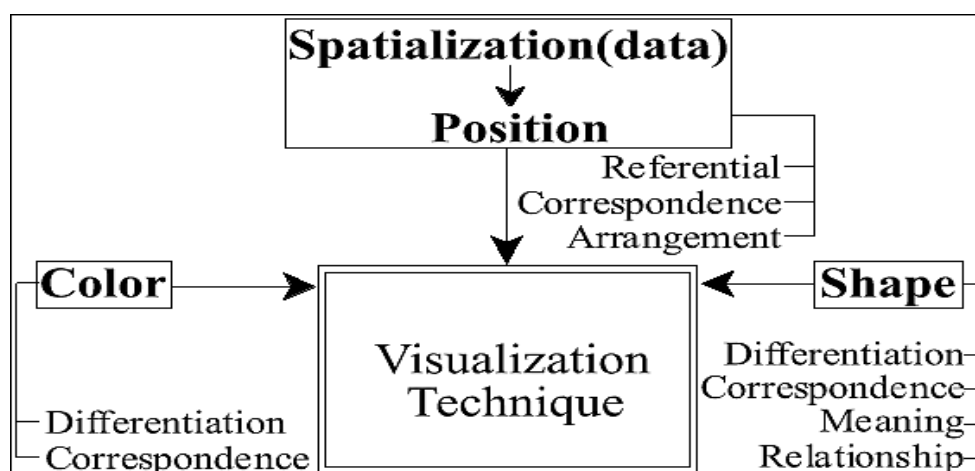 Spatialization(data)
Position
Referential
Correspondence
Arrangement
Color
Shape
Visualization
Technique
Differentiation
Correspondence
Differentiation
Correspondence
Meaning
Relationship